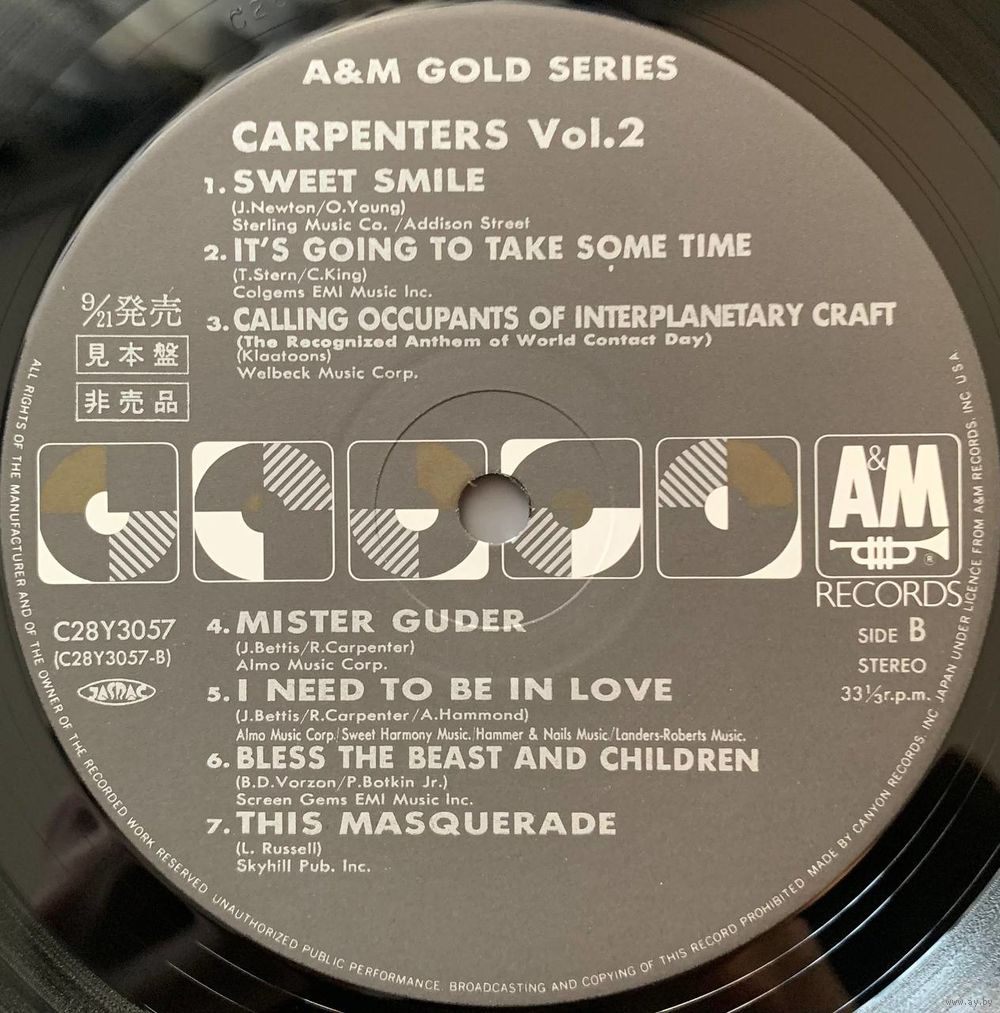 A&M GOLD SERIES
CARPENTERS Vol.2
1. SWEET SMILE
(J.Newton/O.Young)
Sterling Music Co. /Addison Street
2. IT'S GOING TO TAKE SOME TIME
(T.Stern/C.King)
Colgems EMI Music Inc.
3. CALLING OCCUPANTS OF INTERPLANETARY CRAFT
(The Recognized Anthem of World Contact Day)
(Klaatoons)
Welbeck Music Corp.
9/21発売
見本盤
非売品
A&M
®
RECORDS
4. MISTER GUDER
(J.Bettis/R.Carpenter)
Almo Music Corp.
5. I NEED TO BE IN LOVE
(J.Bettis/R.Carpenter/A.Hammond)
Almo Music Corp./Sweet Harmony Music./Hammer & Nails Music/Landers-Roberts Music.
6. BLESS THE BEAST AND CHILDREN
(B.D.Vorzon/P.Botkin Jr.)
Screen Gems EMI Music Inc.
7. THIS MASQUERADE
(L. Russell)
Skyhill Pub. Inc.
C28Y3057
(C28Y3057-B)
JASRAC
SIDE B
STEREO
33⅓r.p.m.
ALL RIGHTS OF THE MANUFACTURER AND OF THE OWNER OF THE RECORDED WORK RESERVED UNAUTHORIZED PUBLIC PERFORMANCE. BROADCASTING AND COPYING OF THIS RECORD PROHIBITED. MADE BY CANYON RECORDS, INC. JAPAN UNDER LICENCE FROM A&M RECORDS, INC USA
www.ay.by